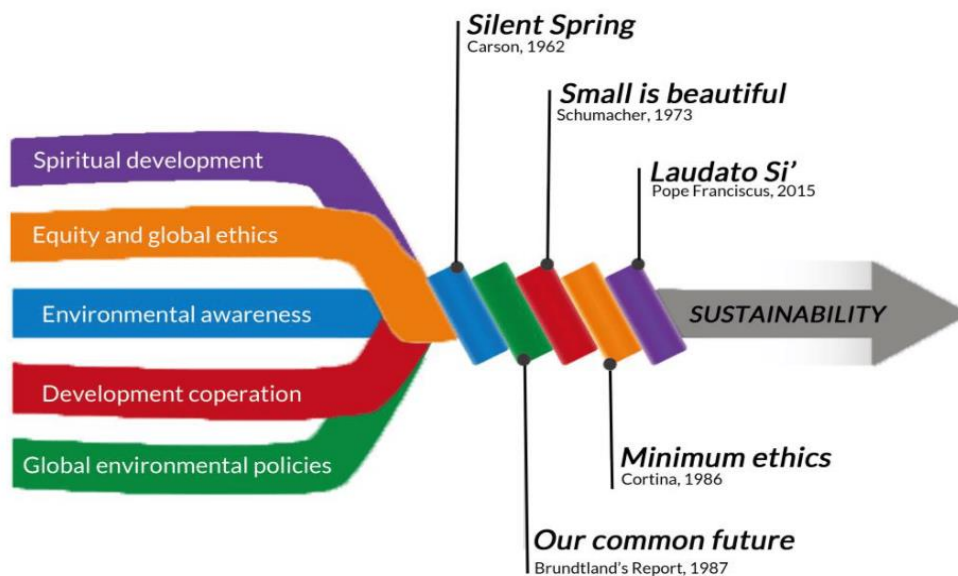 Silent Spring
Carson, 1962
Small is beautiful
Schumacher, 1973
Laudato Si’
Pope Franciscus, 2015
Spiritual development
Equity and global ethics
Environmental awareness
Development coperation
Global environmental policies
SUSTAINABILITY
Minimum ethics
Cortina, 1986
Our common future
Brundtland's Report, 1987